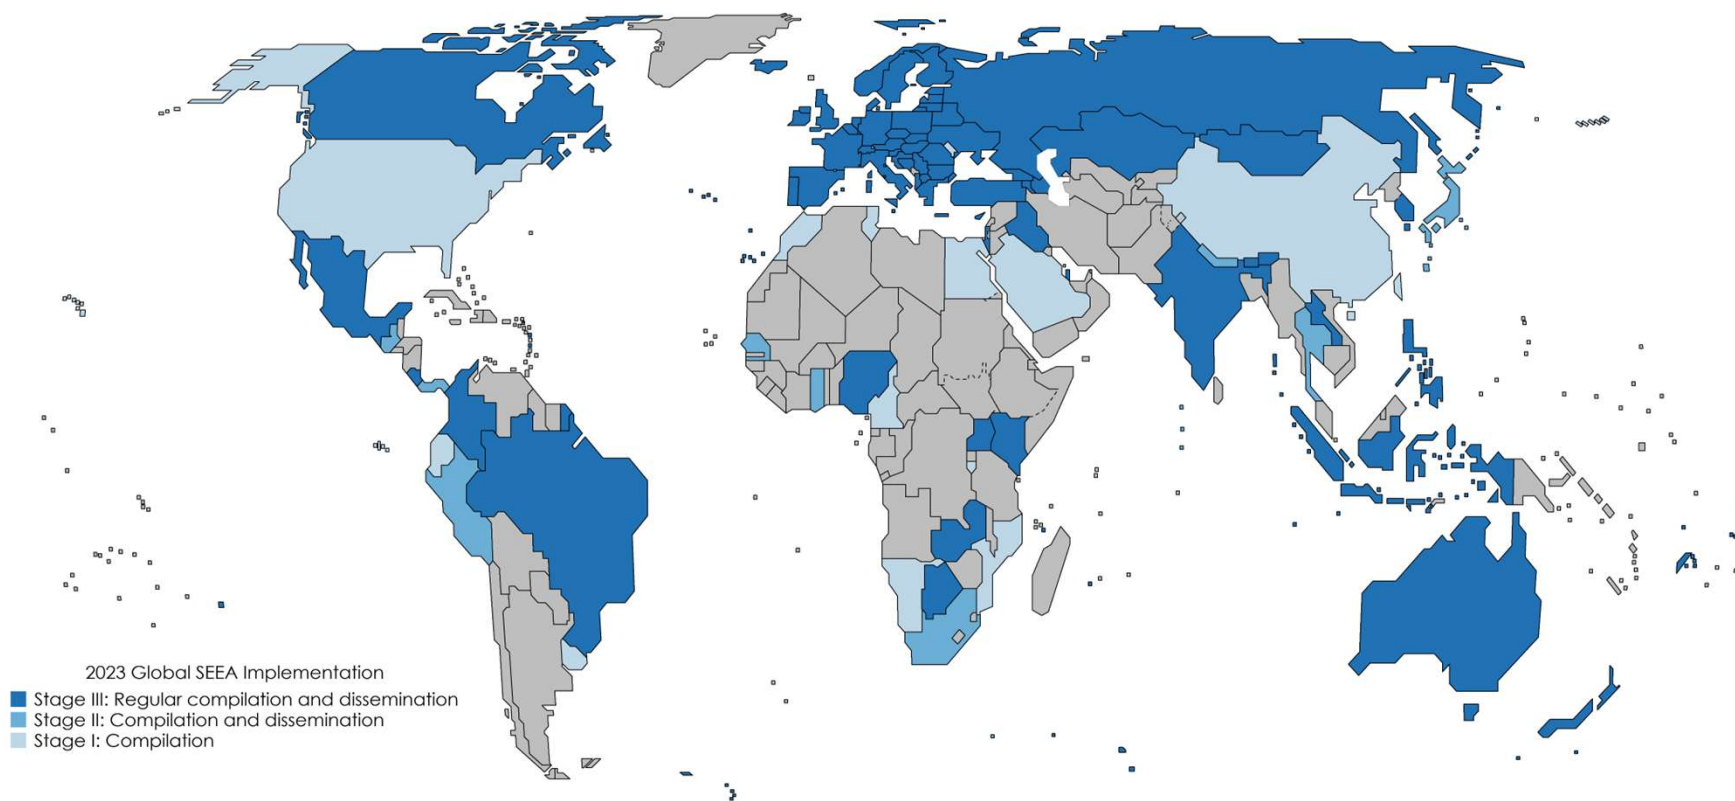 2023 Global SEEA Implementation
Stage III: Regular compilation and dissemination
Stage II: Compilation and dissemination
Stage I: Compilation